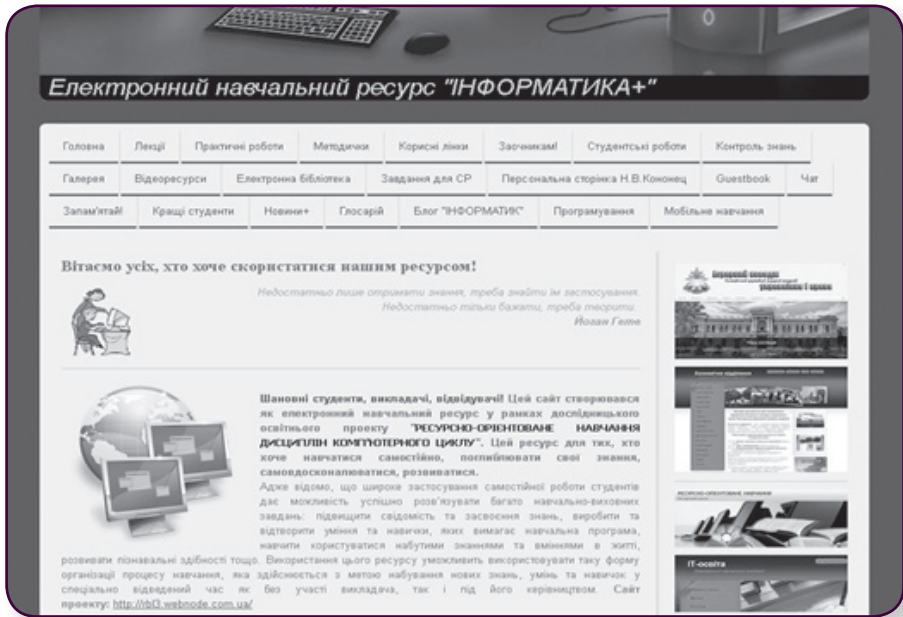 Електронний навчальний ресурс "ІНФОРМАТИКА+"
Головна Лекції Практичні роботи Методички Корисні лінки Заочникам! Студентські роботи Контроль знань
Галерея Відеоресурси Електронна бібліотека Завдання для СР Персональна сторінка Н.В.Кононец Guestbook Чат
Запам'ятай! Кращі студенти Новини+ Глосарій Блог "ІНФОРМАТИК" Програмування Мобільне навчання
Вітаємо усіх, хто хоче скористатися нашим ресурсом!
Недостатньо лише отримати знання, треба знайти їм застосування.
Недостатньо тільки бажати, треба творити.
Йоган Гете
Шановні студенти, викладачі, відвідувачі! Цей сайт створювався
як електронний навчальний ресурс у рамках дослідницького
освітнього проекту "РЕСУРСНО-ОРІЄНТОВАНЕ НАВЧАННЯ
ДИСЦИПЛІН КОМП'ЮТЕРНОГО ЦИКЛУ". Цей ресурс для тих, хто
хоче навчатися самостійно, поглиблювати свої знання,
самовдосконалюватися, розвиватися.
Адже відомо, що широке застосування самостійної роботи студентів
дає можливість успішно розв'язувати багато навчально-виховних
завдань: підвищити свідомість та засвоєння знань, виробити та
відтворити уміння та навички, яких вимагає навчальна програма,
навчити користуватися набутими знаннями та вміннями в житті,
розвивати пізнавальні здібності тощо. Використання цього ресурсу уможливить використовувати таку форму
організації процесу навчання, яка здійснюється з метою набування нових знань, умінь та навичок у
спеціально відведений час як без участі викладача, так і під його керівництвом. Сайт
проекту: http://rbl3.webnode.com.ua/
РЕСУРСНО-ОРІЄНТОВАНЕ НАВЧАННЯ
ІТ-освіта